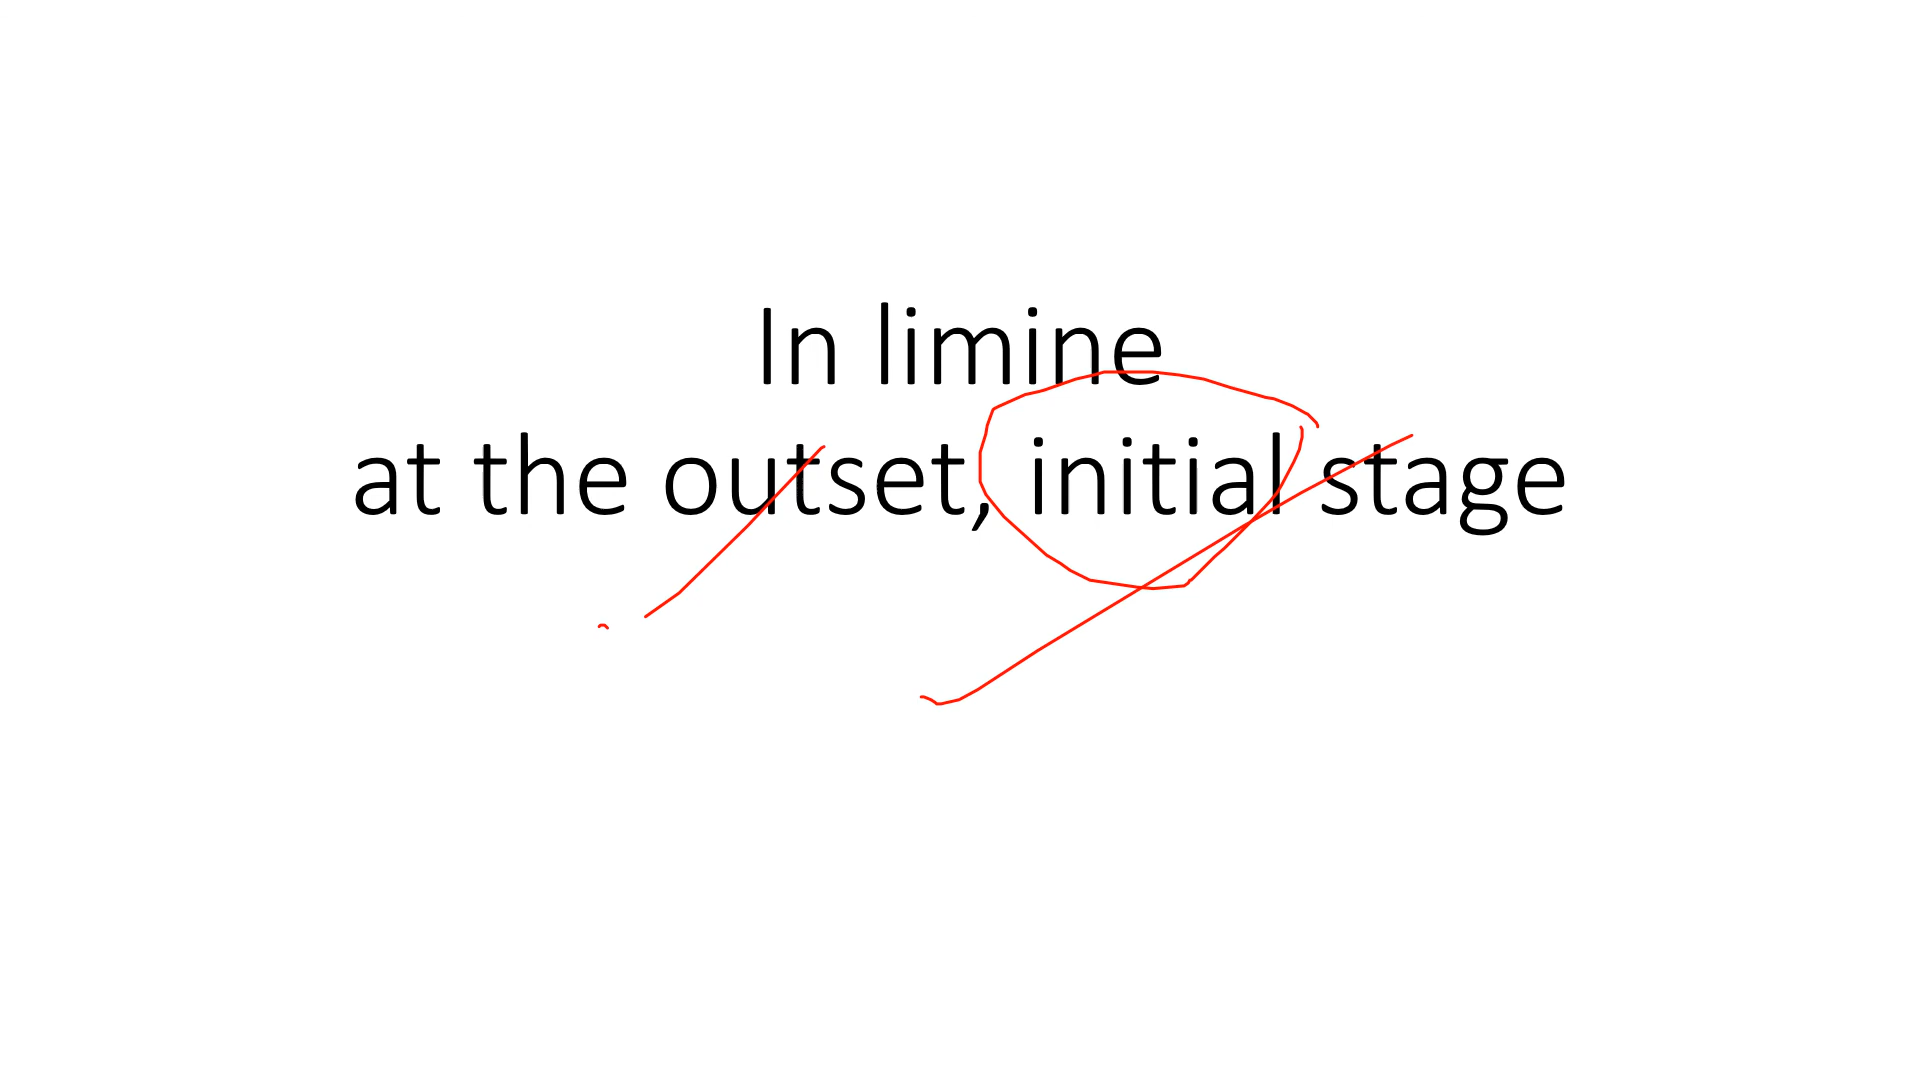 In limine
at the outset, initial stage